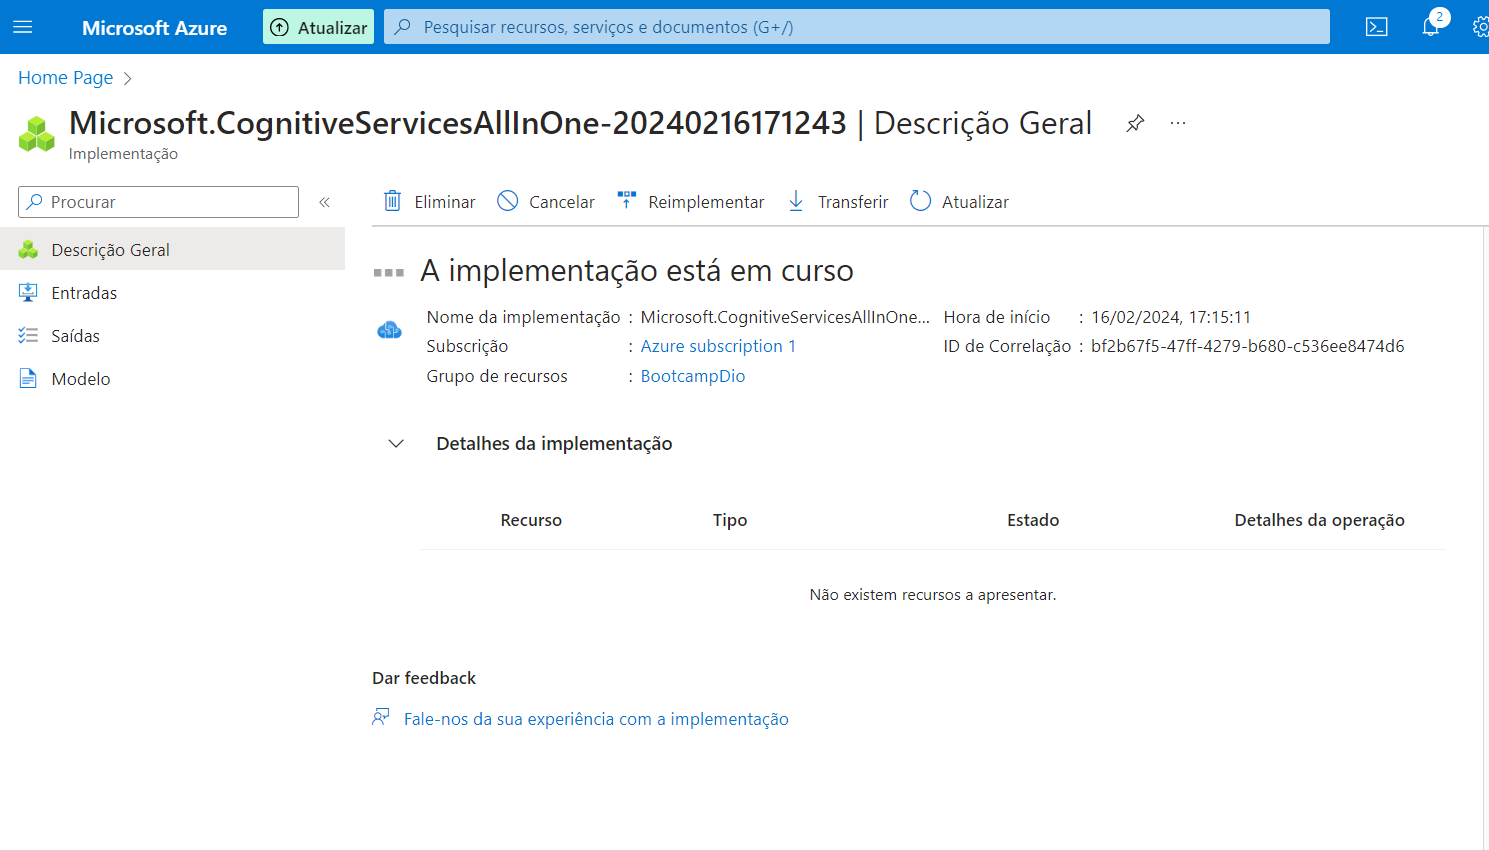 Microsoft Azure
Atualizar
Pesquisar recursos, serviços e documentos (G+/)
2
Home Page
Microsoft.CognitiveServicesAllInOne-20240216171243 | Descrição Geral
Implementação
Procurar
Eliminar
Cancelar
Reimplementar
Transferir
Atualizar
Descrição Geral
Entradas
Saídas
Modelo
A implementação está em curso
Nome da implementação : Microsoft.CognitiveServicesAllInOne...
Subscrição : Azure subscription 1
Grupo de recursos : BootcampDio
Hora de início : 16/02/2024, 17:15:11
ID de Correlação : bf2b67f5-47ff-4279-b680-c536ee8474d6
Detalhes da implementação
Recurso Tipo Estado Detalhes da operação
Não existem recursos a apresentar.
Dar feedback
Fale-nos da sua experiência com a implementação